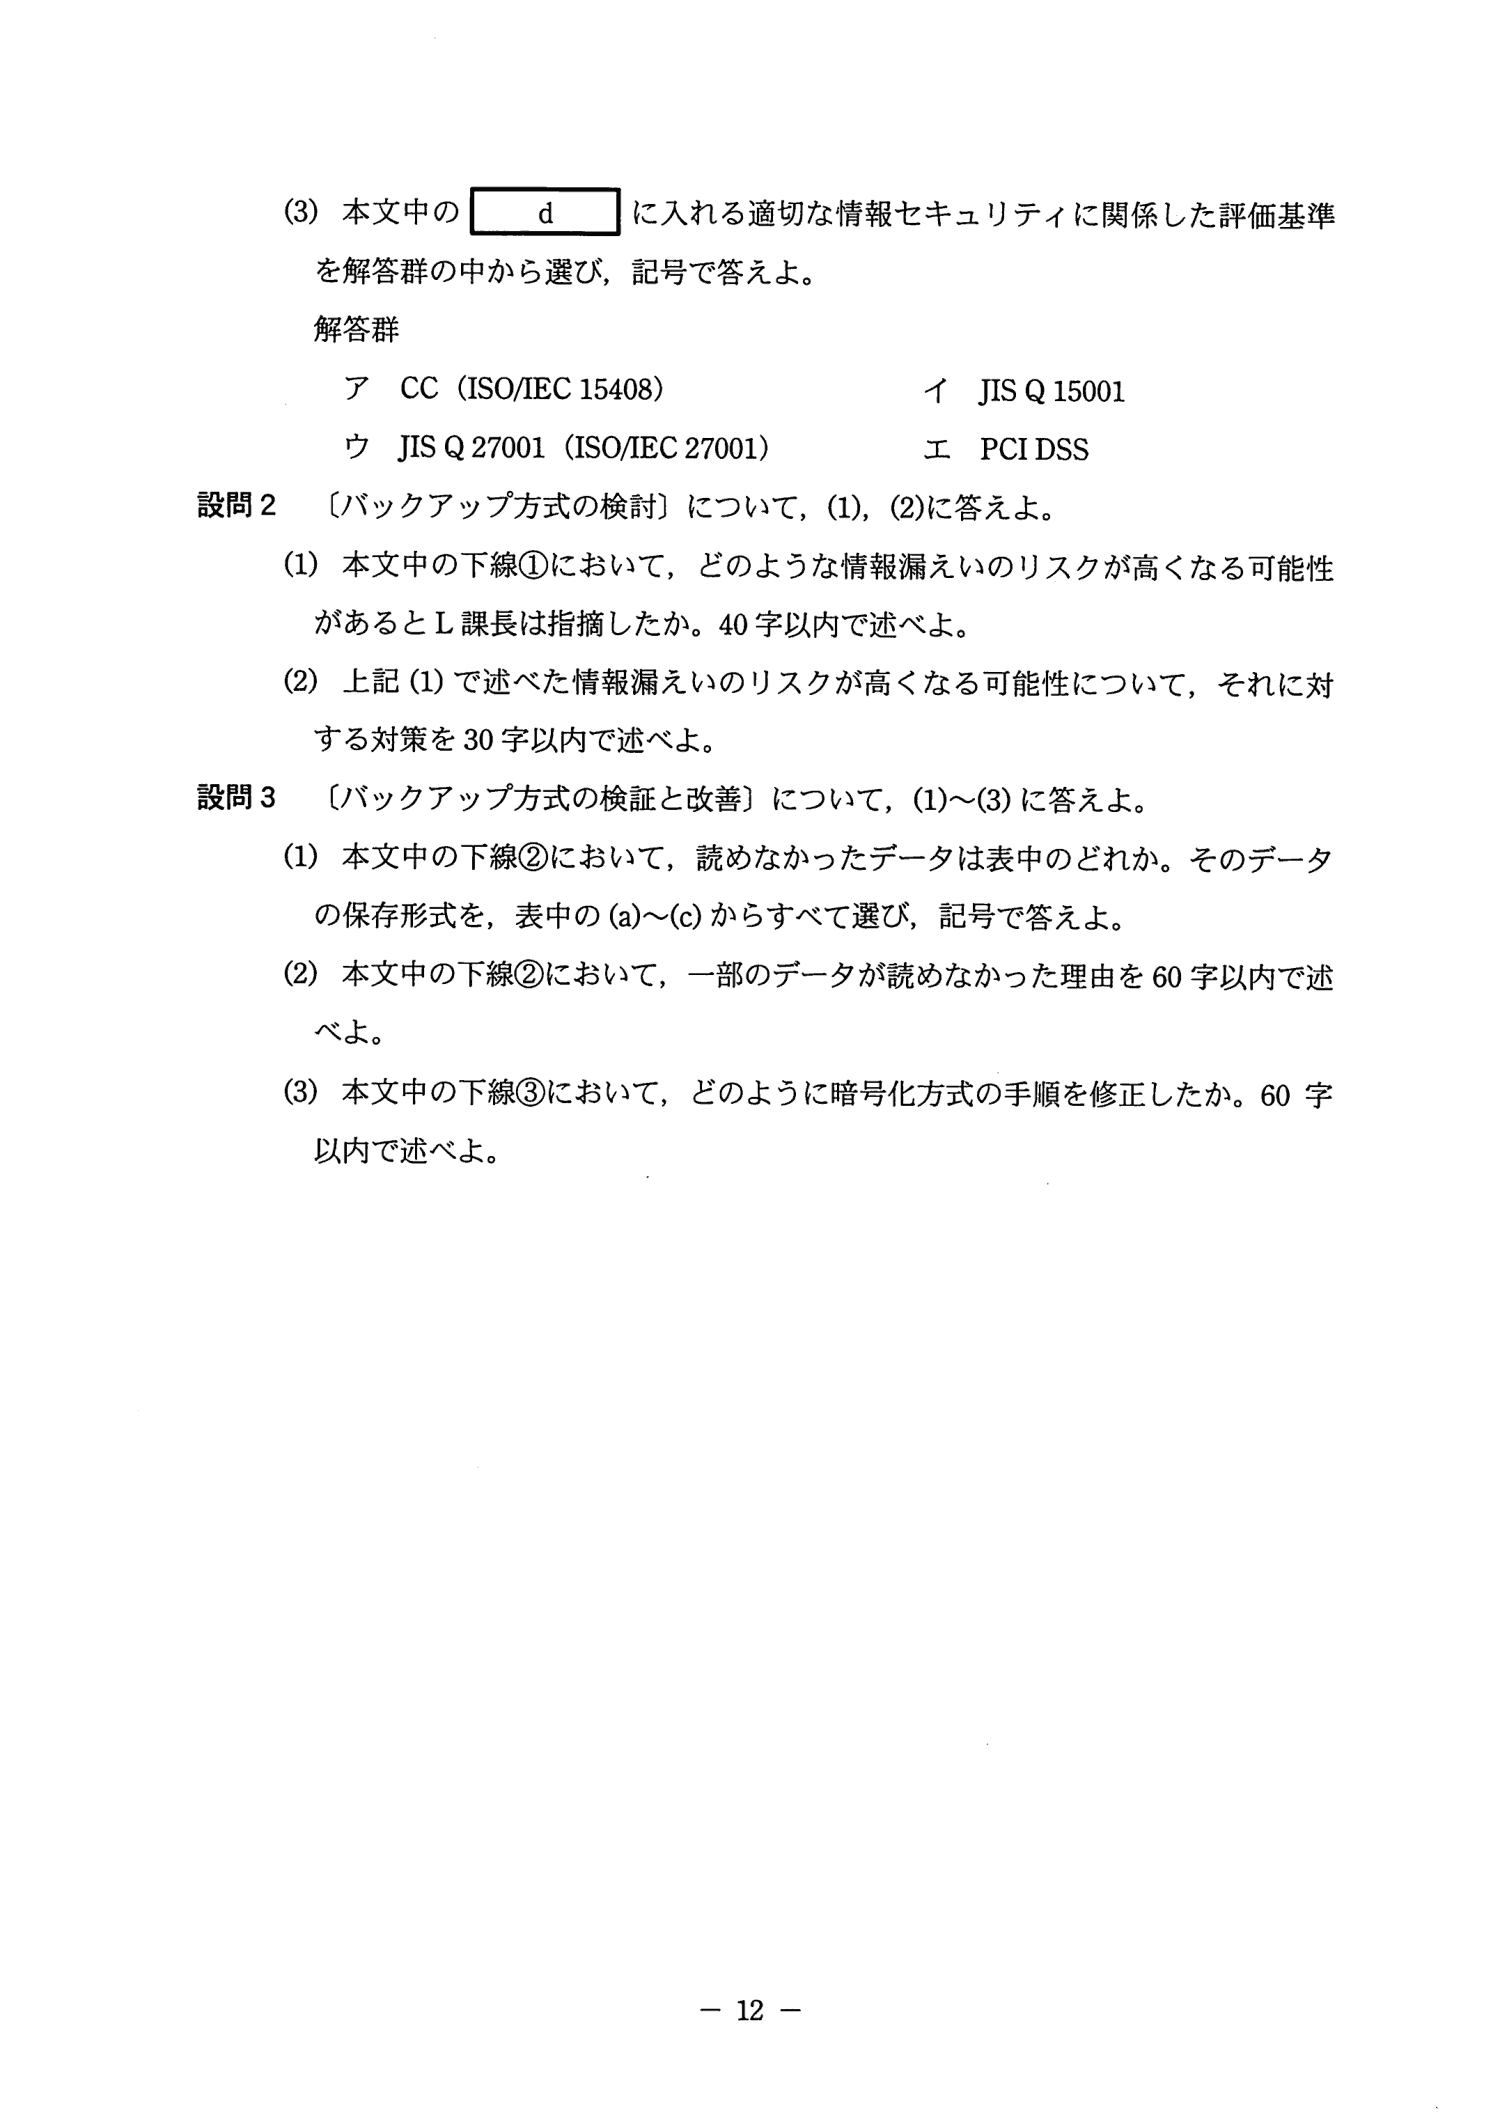 (3) 本文中の d に入れる適切な情報セキュリティに関係した評価基準
を解答群の中から選び，記号で答えよ。
解答群
ア CC（ISO/IEC 15408） イ JIS Q 15001
ウ JIS Q 27001（ISO/IEC 27001） エ PCI DSS
設問2 〔バックアップ方式の検討〕について，(1)，(2)に答えよ。
(1) 本文中の下線①において，どのような情報漏えいのリスクが高くなる可能性
があるとL課長は指摘したか。40字以内で述べよ。
(2) 上記(1)で述べた情報漏えいのリスクが高くなる可能性について，それに対
する対策を30字以内で述べよ。
設問3 〔バックアップ方式の検証と改善〕について，(1)～(3)に答えよ。
(1) 本文中の下線②において，読めなかったデータは表中のどれか。そのデータ
の保存形式を，表中の(a)～(c)からすべて選び，記号で答えよ。
(2) 本文中の下線②において，一部のデータが読めなかった理由を60字以内で述
べよ。
(3) 本文中の下線③において，どのように暗号化方式の手順を修正したか。60字
以内で述べよ。
－ 12 －